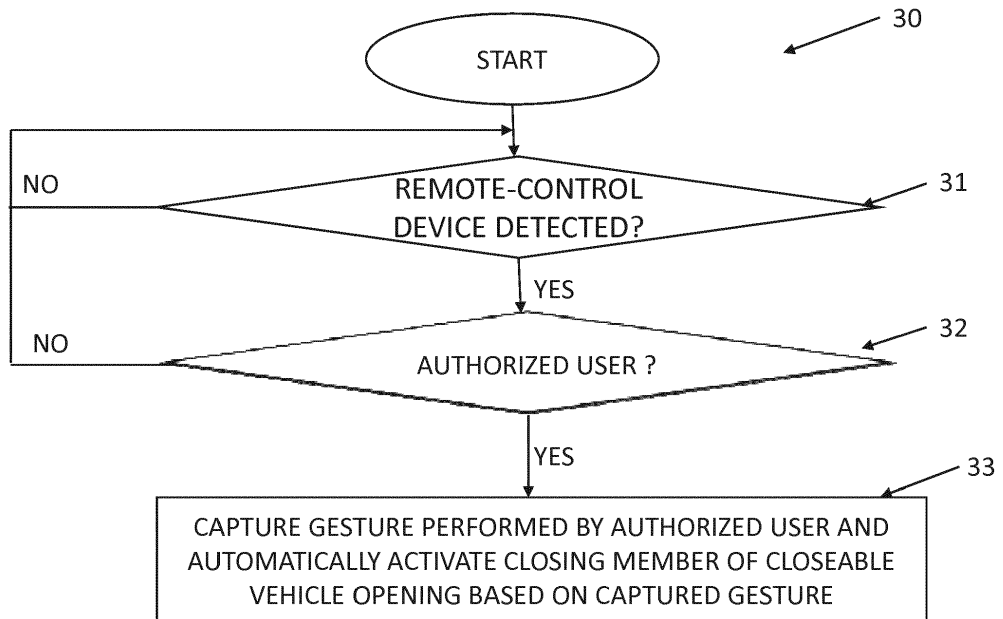 30
START
NO
REMOTE-CONTROL
DEVICE DETECTED?
31
YES
NO
AUTHORIZED USER ?
32
YES
33
CAPTURE GESTURE PERFORMED BY AUTHORIZED USER AND
AUTOMATICALLY ACTIVATE CLOSING MEMBER OF CLOSEABLE
VEHICLE OPENING BASED ON CAPTURED GESTURE